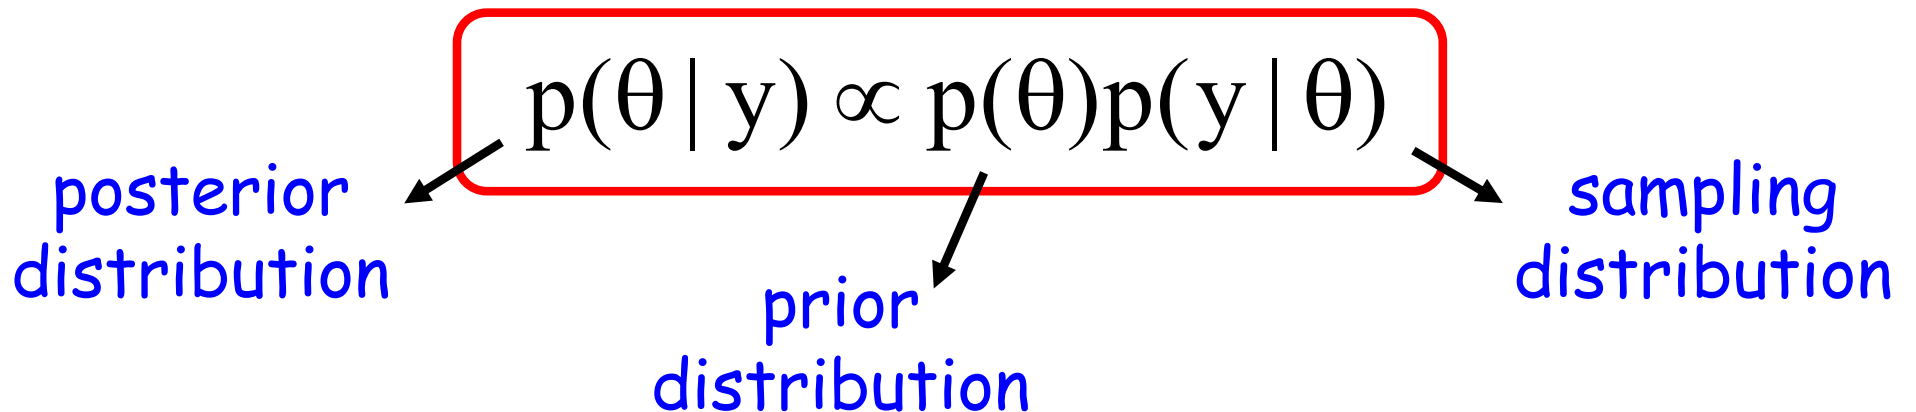 p(θ | y) ∝ p(θ)p(y | θ)
posterior
distribution
prior
distribution
sampling
distribution